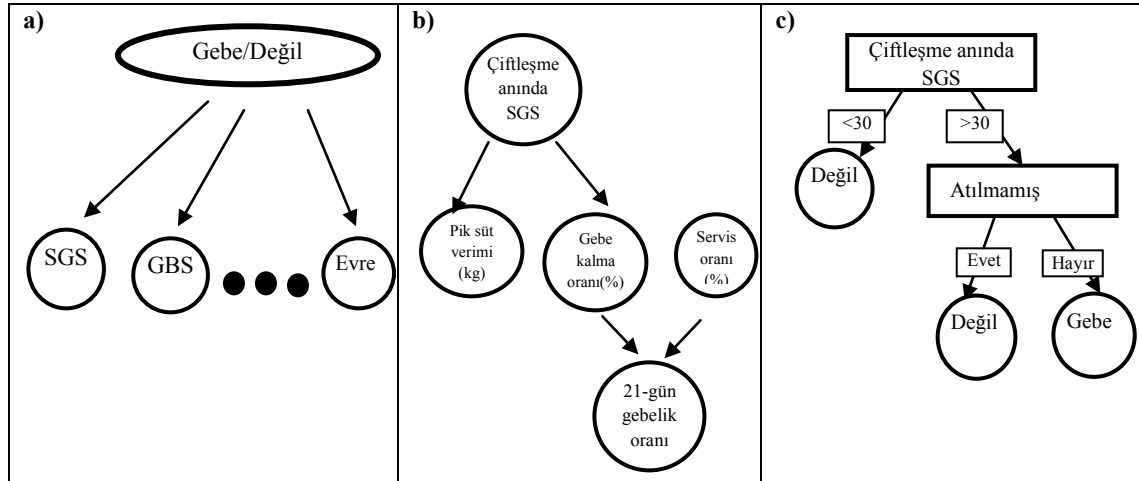 a)
Gebe/Değil
SGS
GBS
Evre
b)
Çiftleşme
anında
SGS
Pik süt
verimi
(kg)
Gebe
kalma
oranı(%)
Servis
oranı
(%)
21-gün
gebelik
oranı
c)
Çiftleşme anında
SGS
<30
>30
Değil
Atılmamış
Evet
Hayır
Değil
Gebe